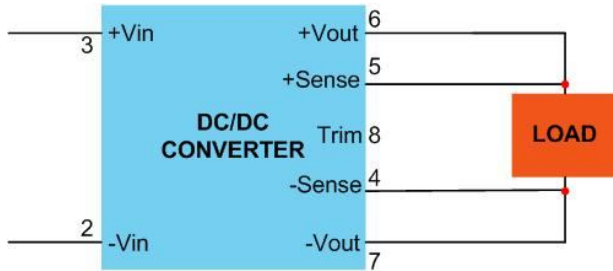 6
3 +Vin +Vout
5
+Sense
DC/DC
CONVERTER
Trim 8
LOAD
4
-Sense
2
-Vin -Vout
7